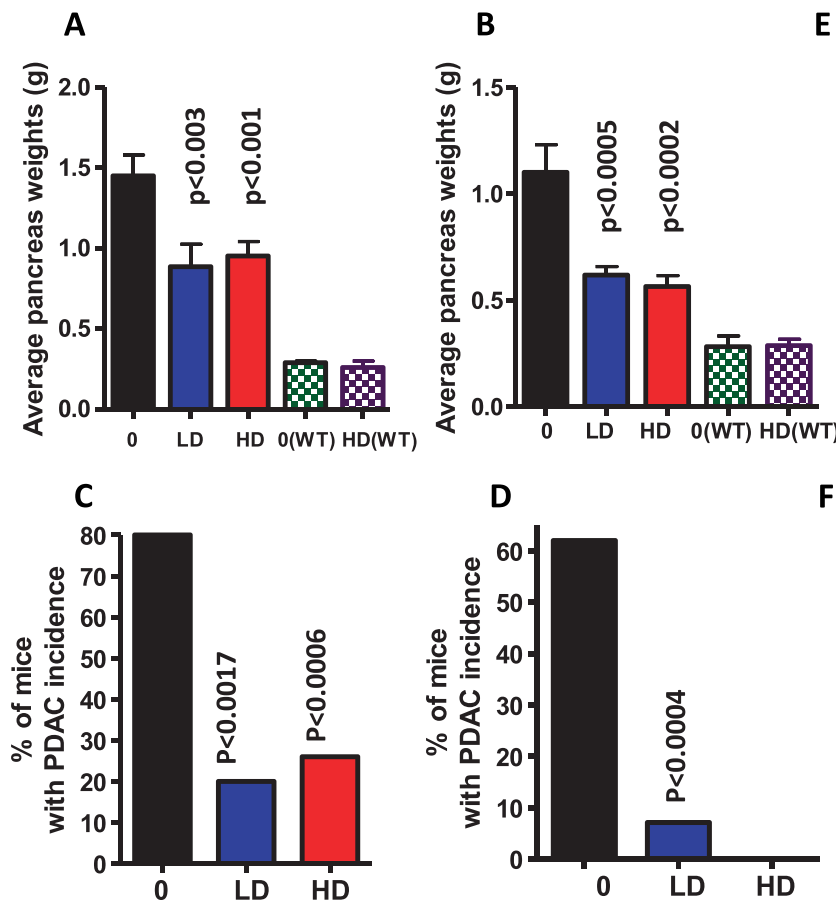 A
B
E
Average pancreas weights (g)
2.0
1.5
1.0
0.5
0.0
p<0.003
p<0.001
0
LD
HD
0(WT)
HD(WT)
Average pancreas weights (g)
1.5
1.0
0.5
0.0
p<0.0005
p<0.0002
0
LD
HD
0(WT)
HD(WT)
C
D
F
% of mice
with PDAC incidence
80
70
60
50
40
30
20
10
0
P<0.0017
P<0.0006
0
LD
HD
% of mice
with PDAC incidence
60
50
40
30
20
10
0
P<0.0004
0
LD
HD